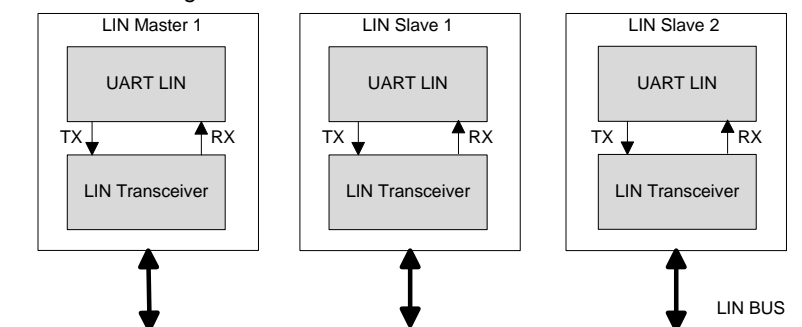 LIN Master 1
LIN Slave 1
LIN Slave 2
UART LIN
UART LIN
UART LIN
TX
RX
TX
RX
TX
RX
LIN Transceiver
LIN Transceiver
LIN Transceiver
LIN BUS